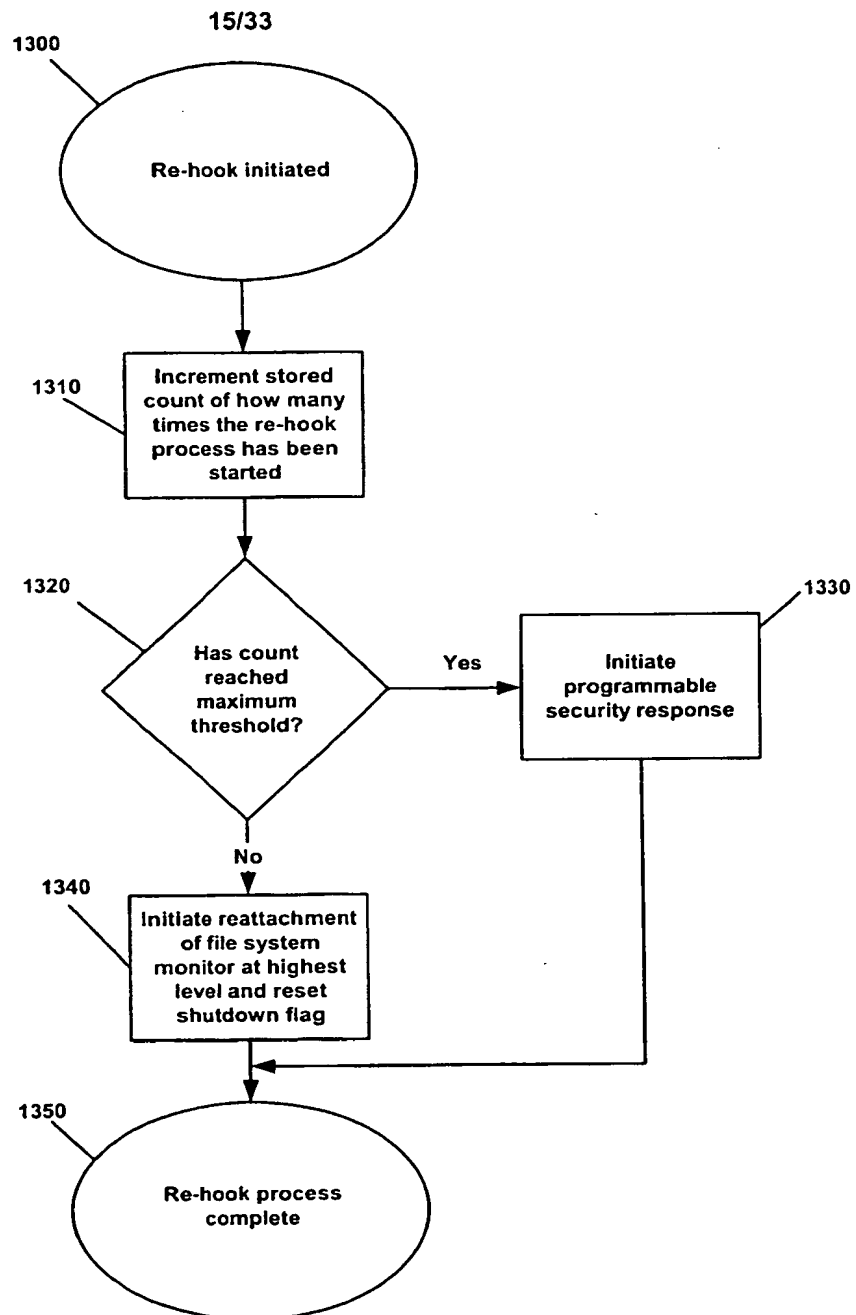 15/33
1300
Re-hook initiated
1310
Increment stored
count of how many
times the re-hook
process has been
started
1320
Has count
reached
maximum
threshold?
Yes
1330
Initiate
programmable
security response
No
1340
Initiate reattachment
of file system
monitor at highest
level and reset
shutdown flag
1350
Re-hook process
complete